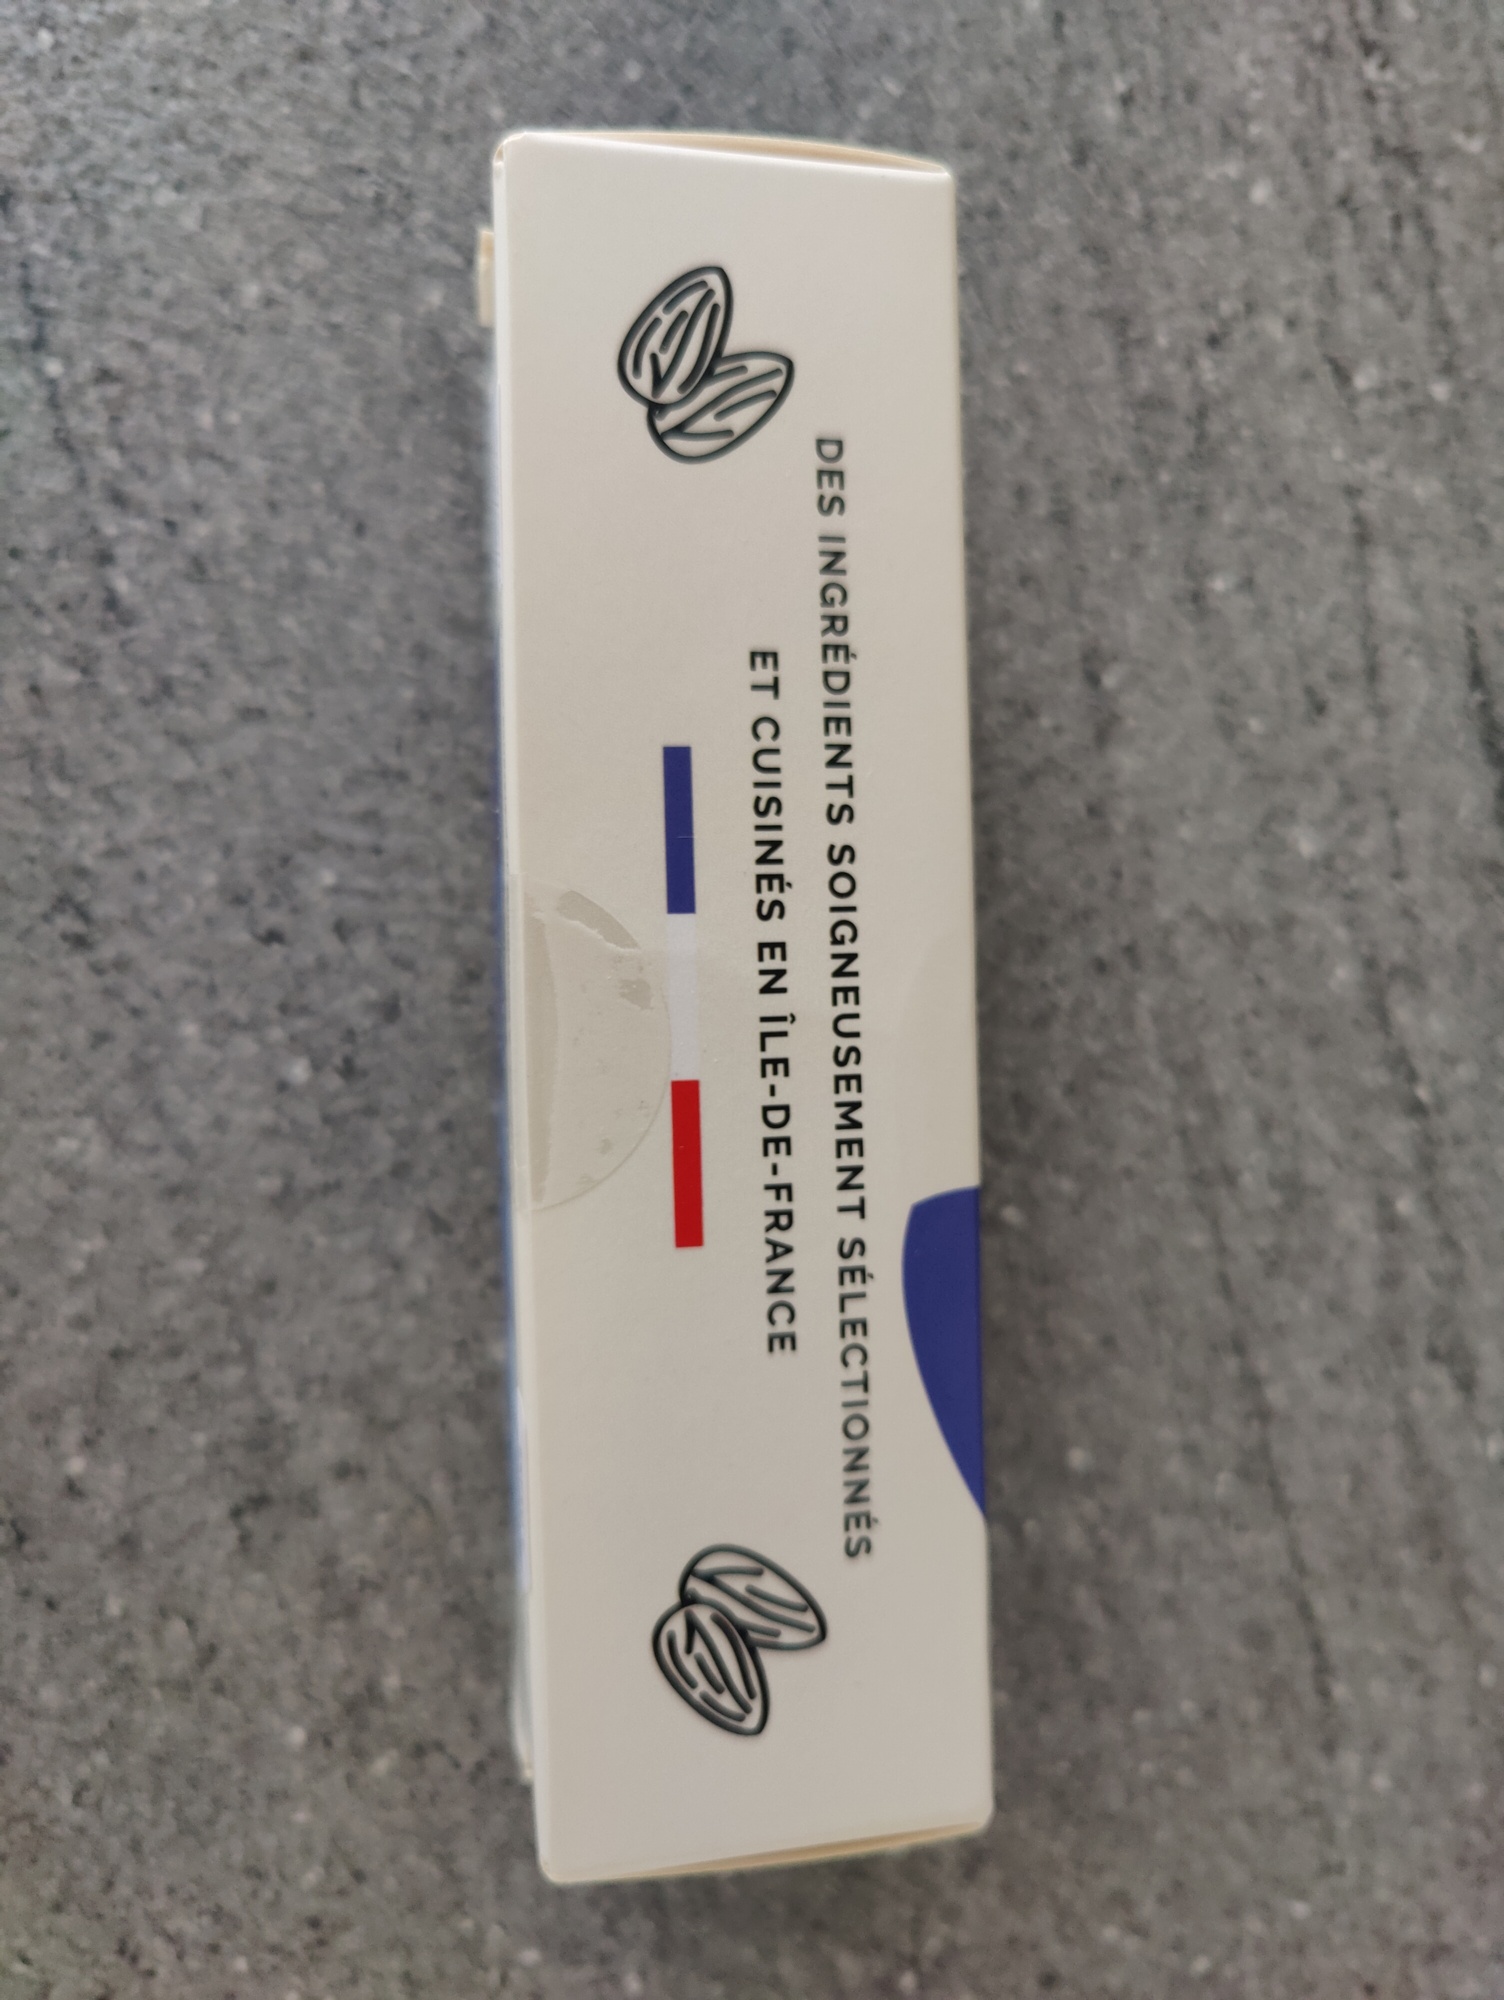 DES INGRÉDIENTS SOIGNEUSEMENT SÉLECTIONNÉS
ET CUISINÉS EN ÎLE-DE-FRANCE